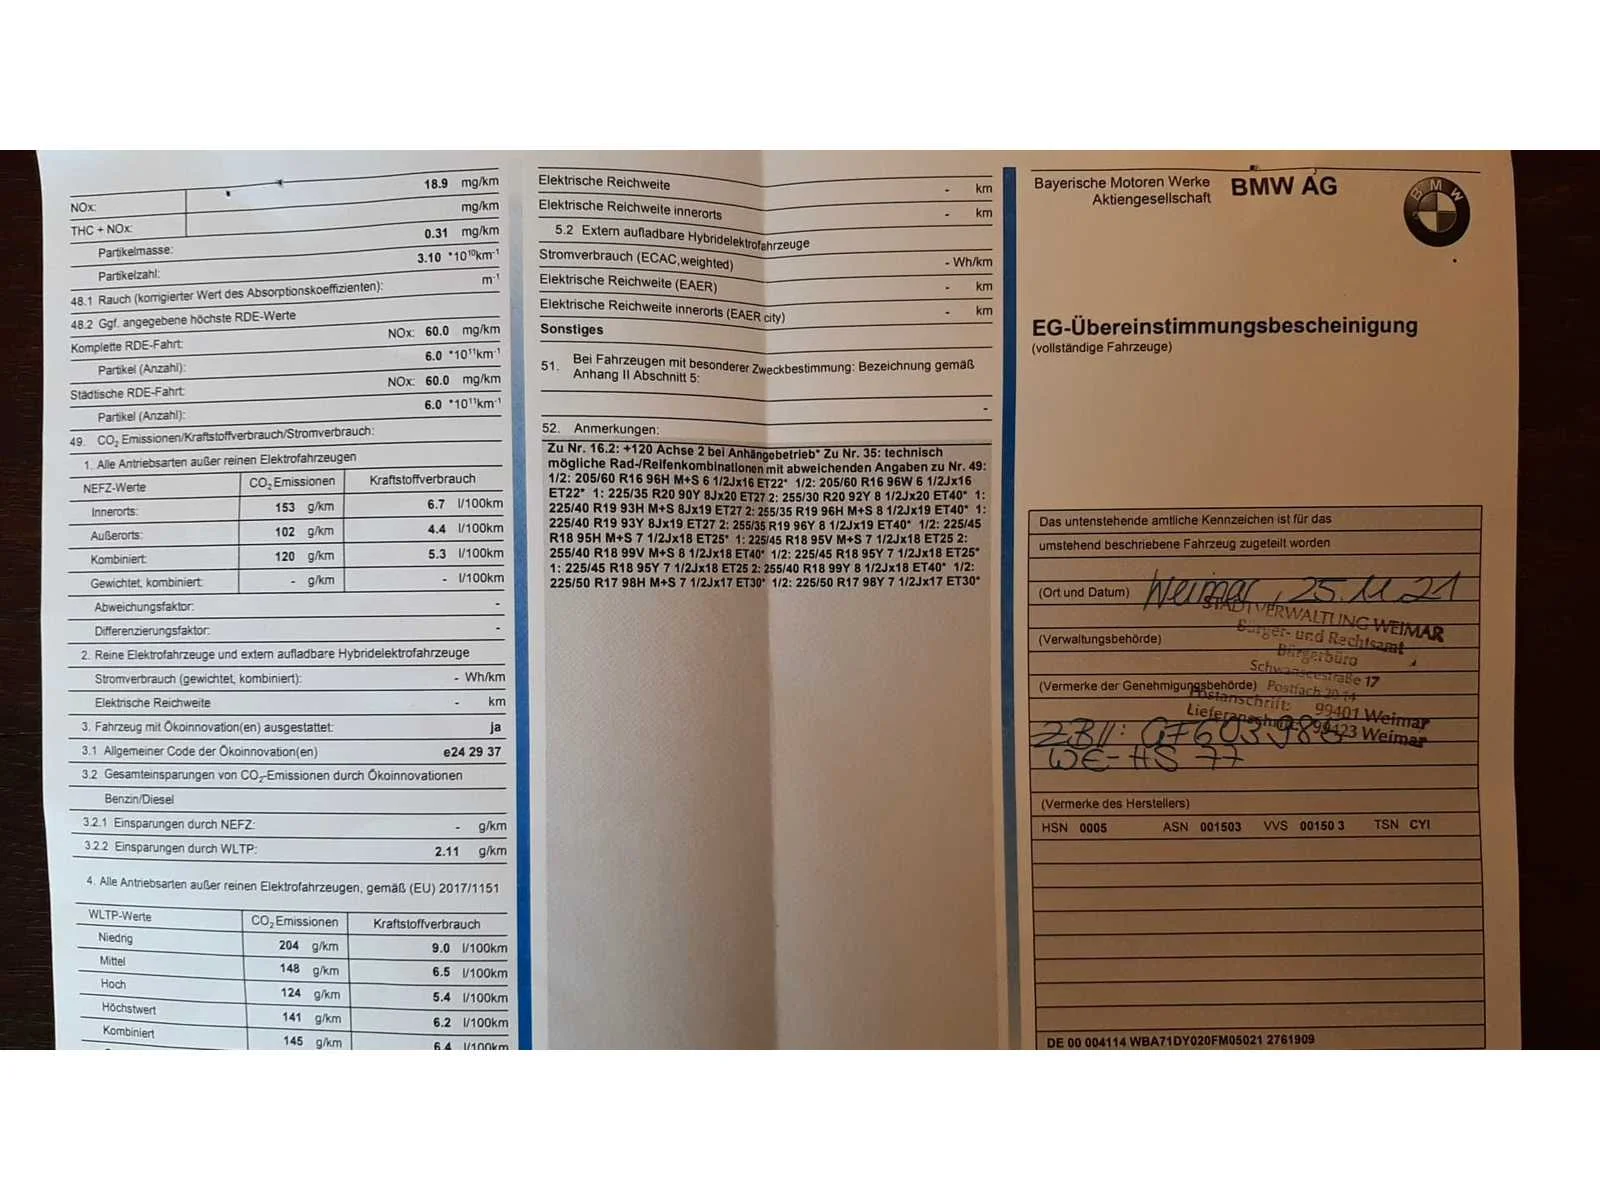 NOx: 18.9 mg/km
THC + NOx: mg/km
Partikelmasse: 0.31 mg/km
Partikelzahl: 3.10 *10¹⁰km⁻¹
48.1 Rauch (korrigierter Wert des Absorptionskoeffizienten): m⁻¹
48.2 Ggf. angegebene höchste RDE-Werte
Komplette RDE-Fahrt: NOx: 60.0 mg/km
Partikel (Anzahl): 6.0 *10¹¹km⁻¹
Städtische RDE-Fahrt: NOx: 60.0 mg/km
Partikel (Anzahl): 6.0 *10¹¹km⁻¹
49. CO₂ Emissionen/Kraftstoffverbrauch/Stromverbrauch:
1. Alle Antriebsarten außer reinen Elektrofahrzeugen
NEFZ-Werte CO₂ Emissionen Kraftstoffverbrauch
Innerorts: 153 g/km 6.7 l/100km
Außerorts: 102 g/km 4.4 l/100km
Kombiniert: 120 g/km 5.3 l/100km
Gewichtet, kombiniert: - g/km - l/100km
Abweichungsfaktor: -
Differenzierungsfaktor: -
2. Reine Elektrofahrzeuge und extern aufladbare Hybridelektrofahrzeuge
Stromverbrauch (gewichtet, kombiniert): - Wh/km
Elektrische Reichweite - km
3. Fahrzeug mit Ökoinnovation(en) ausgestattet: ja
3.1 Allgemeiner Code der Ökoinnovation(en) e24 29 37
3.2 Gesamteinsparungen von CO₂-Emissionen durch Ökoinnovationen
Benzin/Diesel
3.2.1 Einsparungen durch NEFZ: - g/km
3.2.2 Einsparungen durch WLTP: 2.11 g/km
4. Alle Antriebsarten außer reinen Elektrofahrzeugen, gemäß (EU) 2017/1151
WLTP-Werte CO₂ Emissionen Kraftstoffverbrauch
Niedrig 204 g/km 9.0 l/100km
Mittel 148 g/km 6.5 l/100km
Hoch 124 g/km 5.4 l/100km
Höchstwert 141 g/km 6.2 l/100km
Kombiniert 145 g/km 6.4 l/100km
Elektrische Reichweite - km
Elektrische Reichweite innerorts - km
5.2 Extern aufladbare Hybridelektrofahrzeuge
Stromverbrauch (ECAC,weighted) - Wh/km
Elektrische Reichweite (EAER) - km
Elektrische Reichweite innerorts (EAER city) - km
Sonstiges
51. Bei Fahrzeugen mit besonderer Zweckbestimmung: Bezeichnung gemäß
Anhang II Abschnitt 5:
-
52. Anmerkungen:
Zu Nr. 16.2: +120 Achse 2 bei Anhängebetrieb* Zu Nr. 35: technisch
mögliche Rad-/Reifenkombinationen mit abweichenden Angaben zu Nr. 49:
1/2: 205/60 R16 96H M+S 6 1/2Jx16 ET22* 1/2: 205/60 R16 96W 6 1/2Jx16
ET22* 1: 225/35 R20 90Y 8Jx20 ET27 2: 255/30 R20 92Y 8 1/2Jx20 ET40* 1:
225/40 R19 93H M+S 8Jx19 ET27 2: 255/35 R19 96H M+S 8 1/2Jx19 ET40* 1:
225/40 R19 93Y 8Jx19 ET27 2: 255/35 R19 96Y 8 1/2Jx19 ET40* 1/2: 225/45
R18 95H M+S 7 1/2Jx18 ET25* 1: 225/45 R18 95V M+S 7 1/2Jx18 ET25 2:
255/40 R18 99V M+S 8 1/2Jx18 ET40* 1/2: 225/45 R18 95Y 7 1/2Jx18 ET25*
1: 225/45 R18 95Y 7 1/2Jx18 ET25 2: 255/40 R18 99Y 8 1/2Jx18 ET40* 1/2:
225/50 R17 98H M+S 7 1/2Jx17 ET30* 1/2: 225/50 R17 98Y 7 1/2Jx17 ET30*
Bayerische Motoren Werke BMW AG
Aktiengesellschaft
BMW
EG-Übereinstimmungsbescheinigung
(vollständige Fahrzeuge)
Das untenstehende amtliche Kennzeichen ist für das
umstehend beschriebene Fahrzeug zugeteilt worden
(Ort und Datum) Weimar, 25.11.21
STADTVERWALTUNG WEIMAR
Bürger- und Rechtsamt
(Verwaltungsbehörde)
Bürgerbüro
Schwanseestraße 17
(Vermerke der Genehmigungsbehörde) Postfach
Postanschrift: 99401 Weimar
Lieferanschrift: 99423 Weimar
ZB II: GF603983
WE-HS 77
(Vermerke des Herstellers)
HSN 0005 ASN 001503 VVS 00150 3 TSN CYI
DE 00 004114 WBA71DY020FM05021 2761909